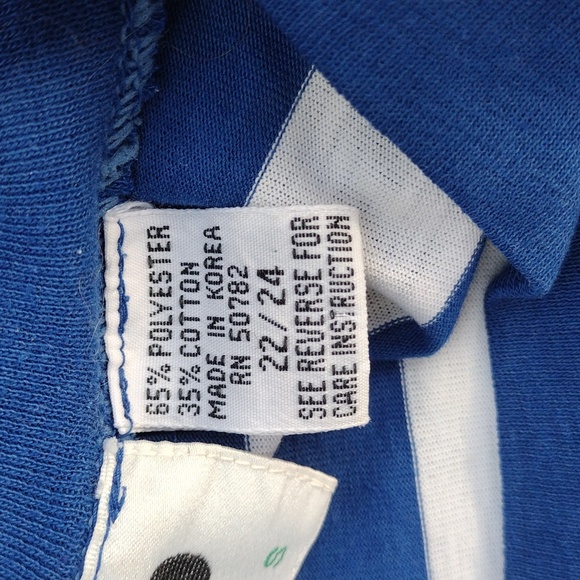 65% POLYESTER
35% COTTON
MADE IN KOREA
RN 50782
22/24
SEE REVERSE FOR
CARE INSTRUCTION
S